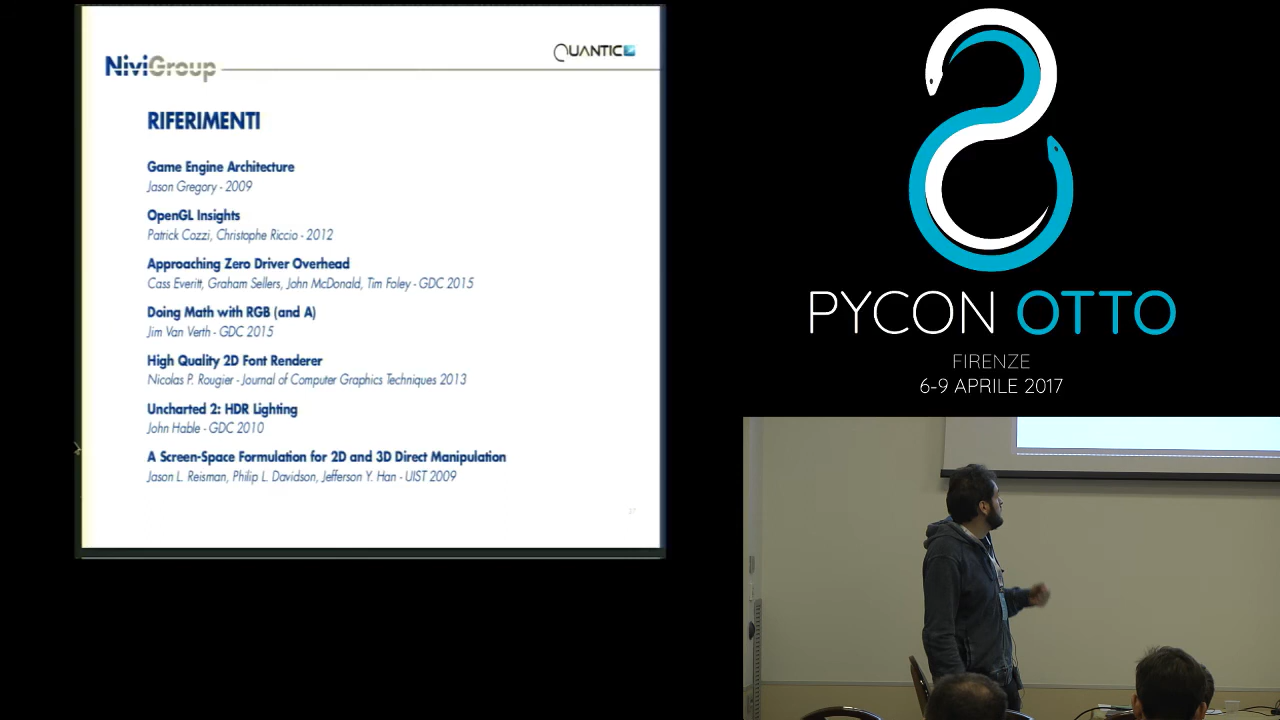 NiviGroup
QUANTIC
RIFERIMENTI
Game Engine Architecture
Jason Gregory - 2009
OpenGL Insights
Patrick Cozzi, Christophe Riccio - 2012
Approaching Zero Driver Overhead
Cass Everitt, Graham Sellers, John McDonald, Tim Foley - GDC 2015
Doing Math with RGB (and A)
Jim Van Verth - GDC 2015
High Quality 2D Font Renderer
Nicolas P. Rougier - Journal of Computer Graphics Techniques 2013
Uncharted 2: HDR Lighting
John Hable - GDC 2010
A Screen-Space Formulation for 2D and 3D Direct Manipulation
Jason L. Reisman, Philip L. Davidson, Jefferson Y. Han - UIST 2009
PYCON OTTO
FIRENZE
6-9 APRILE 2017